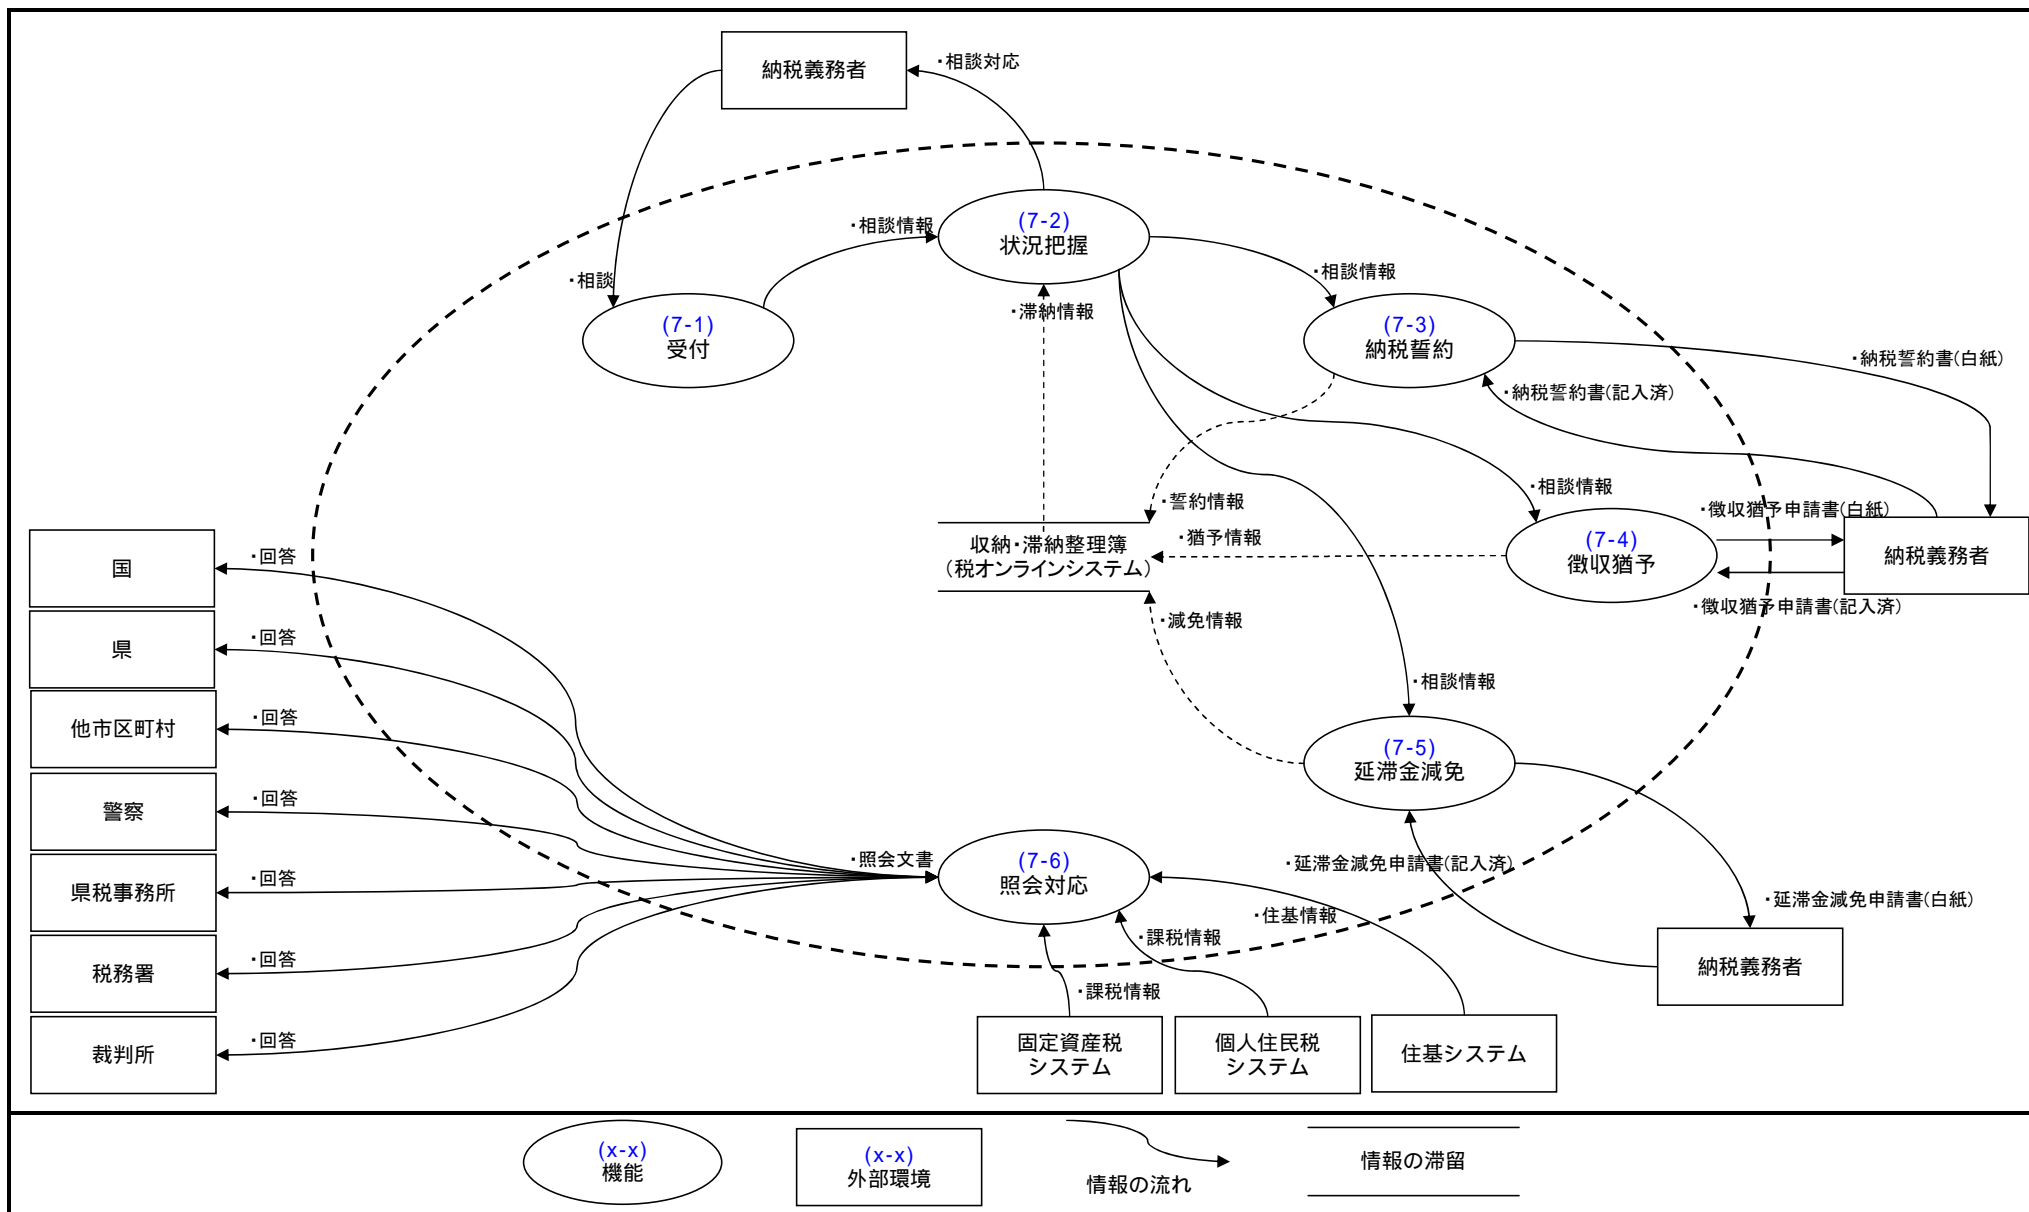 納税義務者
・相談対応
・相談
・相談情報
(7-2)
状況把握
・相談情報
・滞納情報
(7-1)
受付
(7-3)
納税誓約
・納税誓約書(白紙)
・納税誓約書(記入済)
・誓約情報
・相談情報
・徴収猶予申請書(白紙)
収納・滞納整理簿
(税オンラインシステム)
・猶予情報
(7-4)
徴収猶予
納税義務者
・徴収猶予申請書(記入済)
・減免情報
・相談情報
(7-5)
延滞金減免
国
・回答
県
・回答
他市区町村
・回答
警察
・回答
県税事務所
・回答
税務署
・回答
裁判所
・回答
・照会文書
(7-6)
照会対応
・延滞金減免申請書(記入済)
・延滞金減免申請書(白紙)
・住基情報
・課税情報
・課税情報
納税義務者
固定資産税
システム
個人住民税
システム
住基システム
(x-x)
機能
(x-x)
外部環境
情報の流れ
情報の滞留